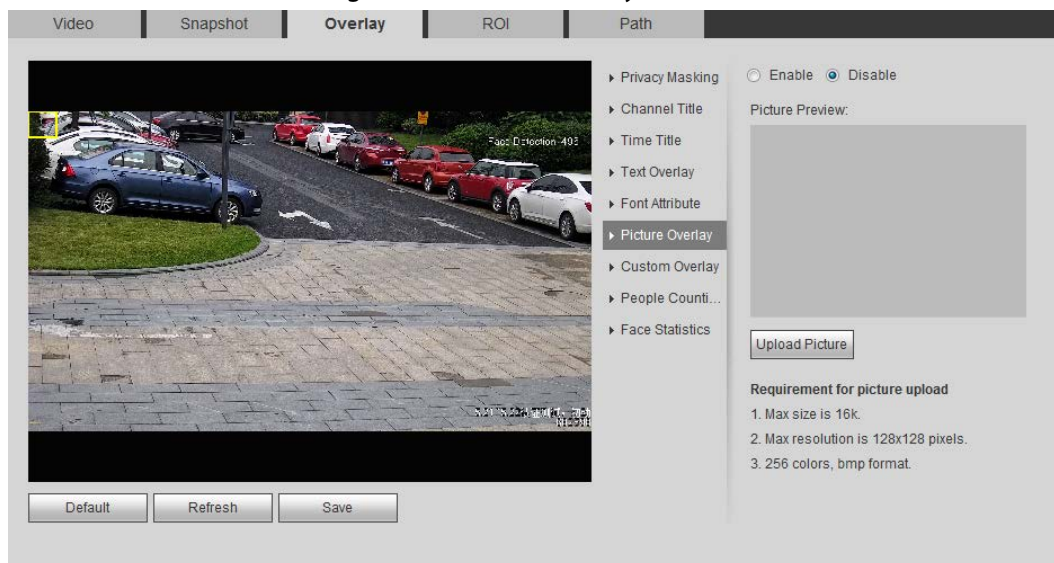 Video Snapshot Overlay ROI Path
Face Detection
Privacy Masking
Channel Title
Time Title
Text Overlay
Font Attribute
Picture Overlay
Custom Overlay
People Counti...
Face Statistics
Enable Disable
Picture Preview:
Upload Picture
Requirement for picture upload
1. Max size is 16k.
2. Max resolution is 128x128 pixels.
3. 256 colors, bmp format.
Default Refresh Save